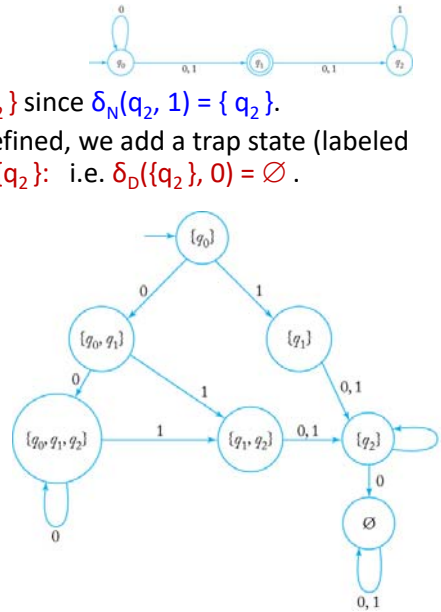 0 1
q₀ 0, 1 q₁ 0, 1 q₂
₂} since δN(q₂, 1) = { q₂ }.
efined, we add a trap state (labeled
{q₂}: i.e. δD({q₂}, 0) = ∅ .
{q₀}
0 1
{q₀, q₁} {q₁}
0 1 0, 1
{q₀, q₁, q₂} 1 {q₁, q₂} 0, 1 {q₂}
0
∅
0
0, 1